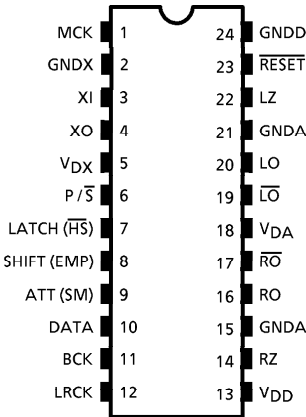 MCK 1 24 GNDD
GNDX 2 23 R̅E̅S̅E̅T̅
XI 3 22 LZ
XO 4 21 GNDA
VDX 5 20 LO
P/S̅ 6 19 L̅O̅
LATCH (H̅S̅) 7 18 VDA
SHIFT (EMP) 8 17 R̅O̅
ATT (SM) 9 16 RO
DATA 10 15 GNDA
BCK 11 14 RZ
LRCK 12 13 VDD